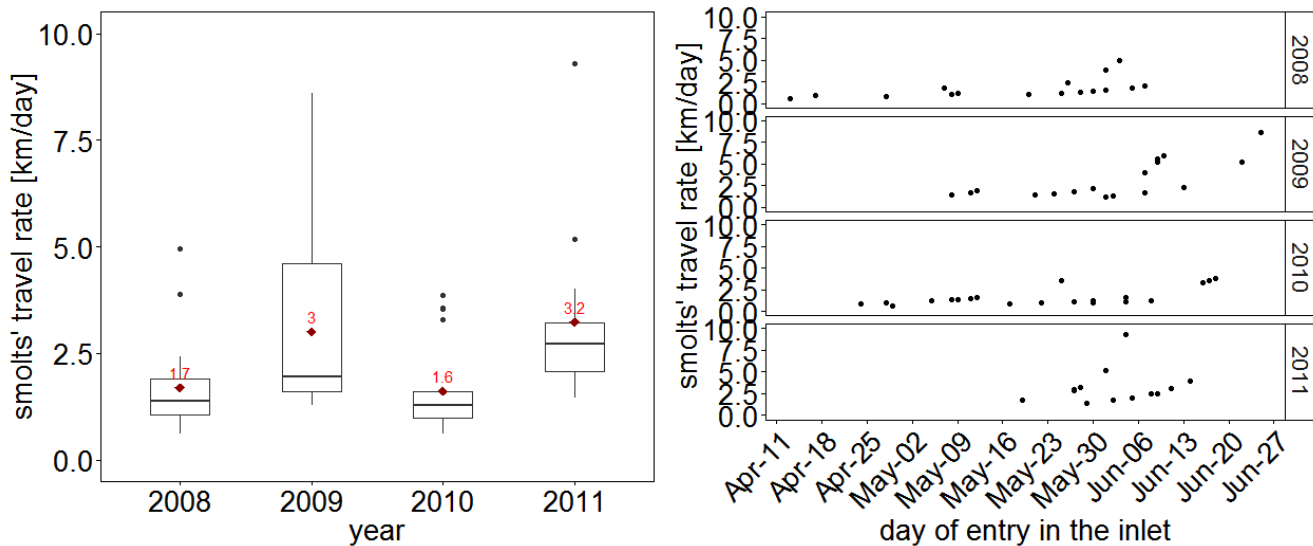 smolts' travel rate [km/day]
10.0
7.5
5.0
2.5
0.0
1.7
3
1.6
3.2
2008
2009
2010
2011
year
smolts' travel rate [km/day]
10.0
7.5
5.0
2.5
0.0
2008
10.0
7.5
5.0
2.5
0.0
2009
10.0
7.5
5.0
2.5
0.0
2010
10.0
7.5
5.0
2.5
0.0
2011
Apr-11
Apr-18
Apr-25
May-02
May-09
May-16
May-23
May-30
Jun-06
Jun-13
Jun-20
Jun-27
day of entry in the inlet